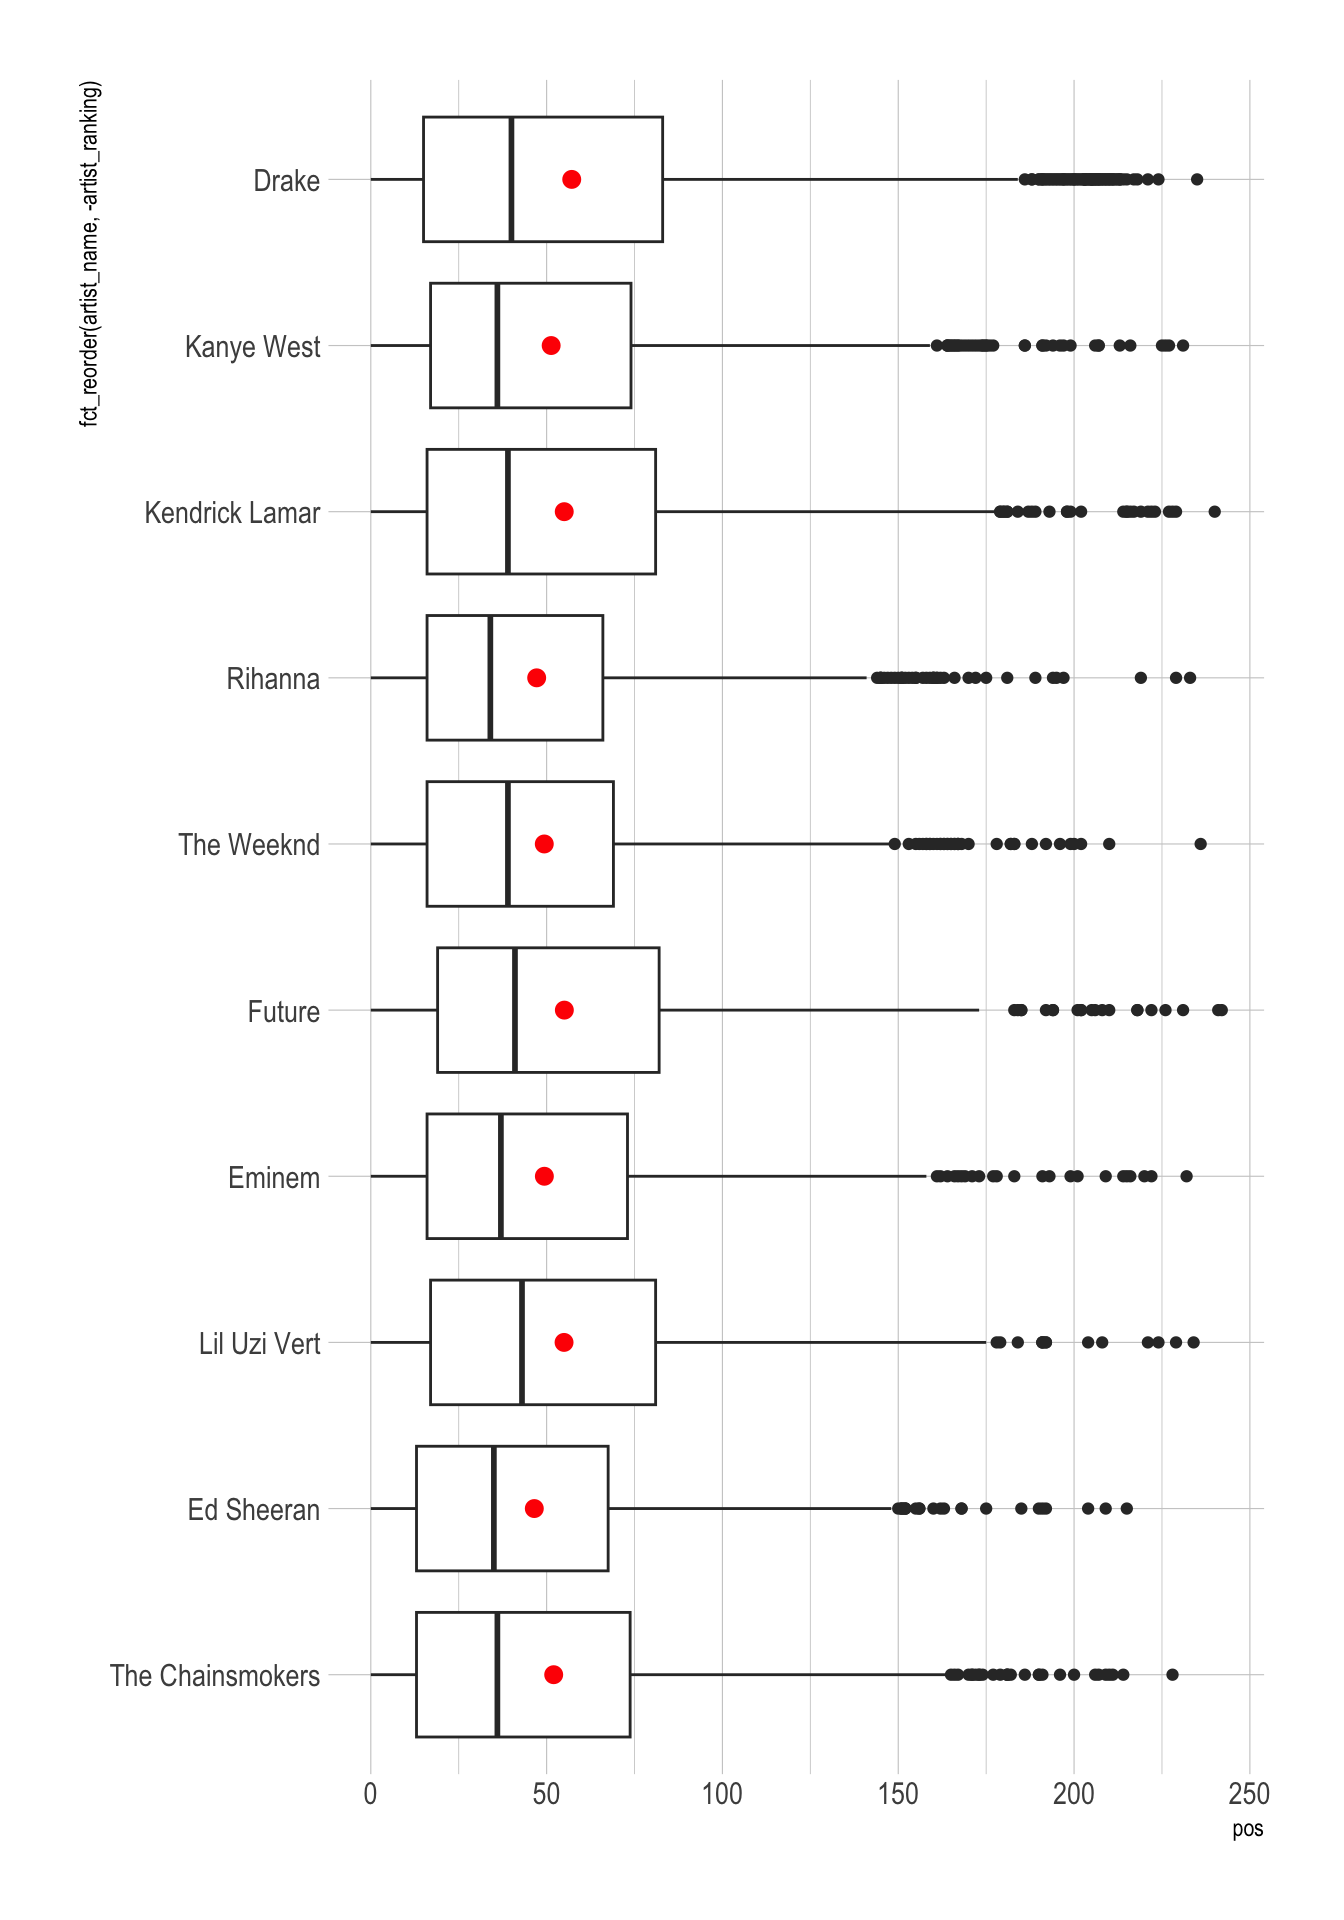 fct_reorder(artist_name, -artist_ranking)
Drake
Kanye West
Kendrick Lamar
Rihanna
The Weeknd
Future
Eminem
Lil Uzi Vert
Ed Sheeran
The Chainsmokers
0 50 100 150 200 250
pos